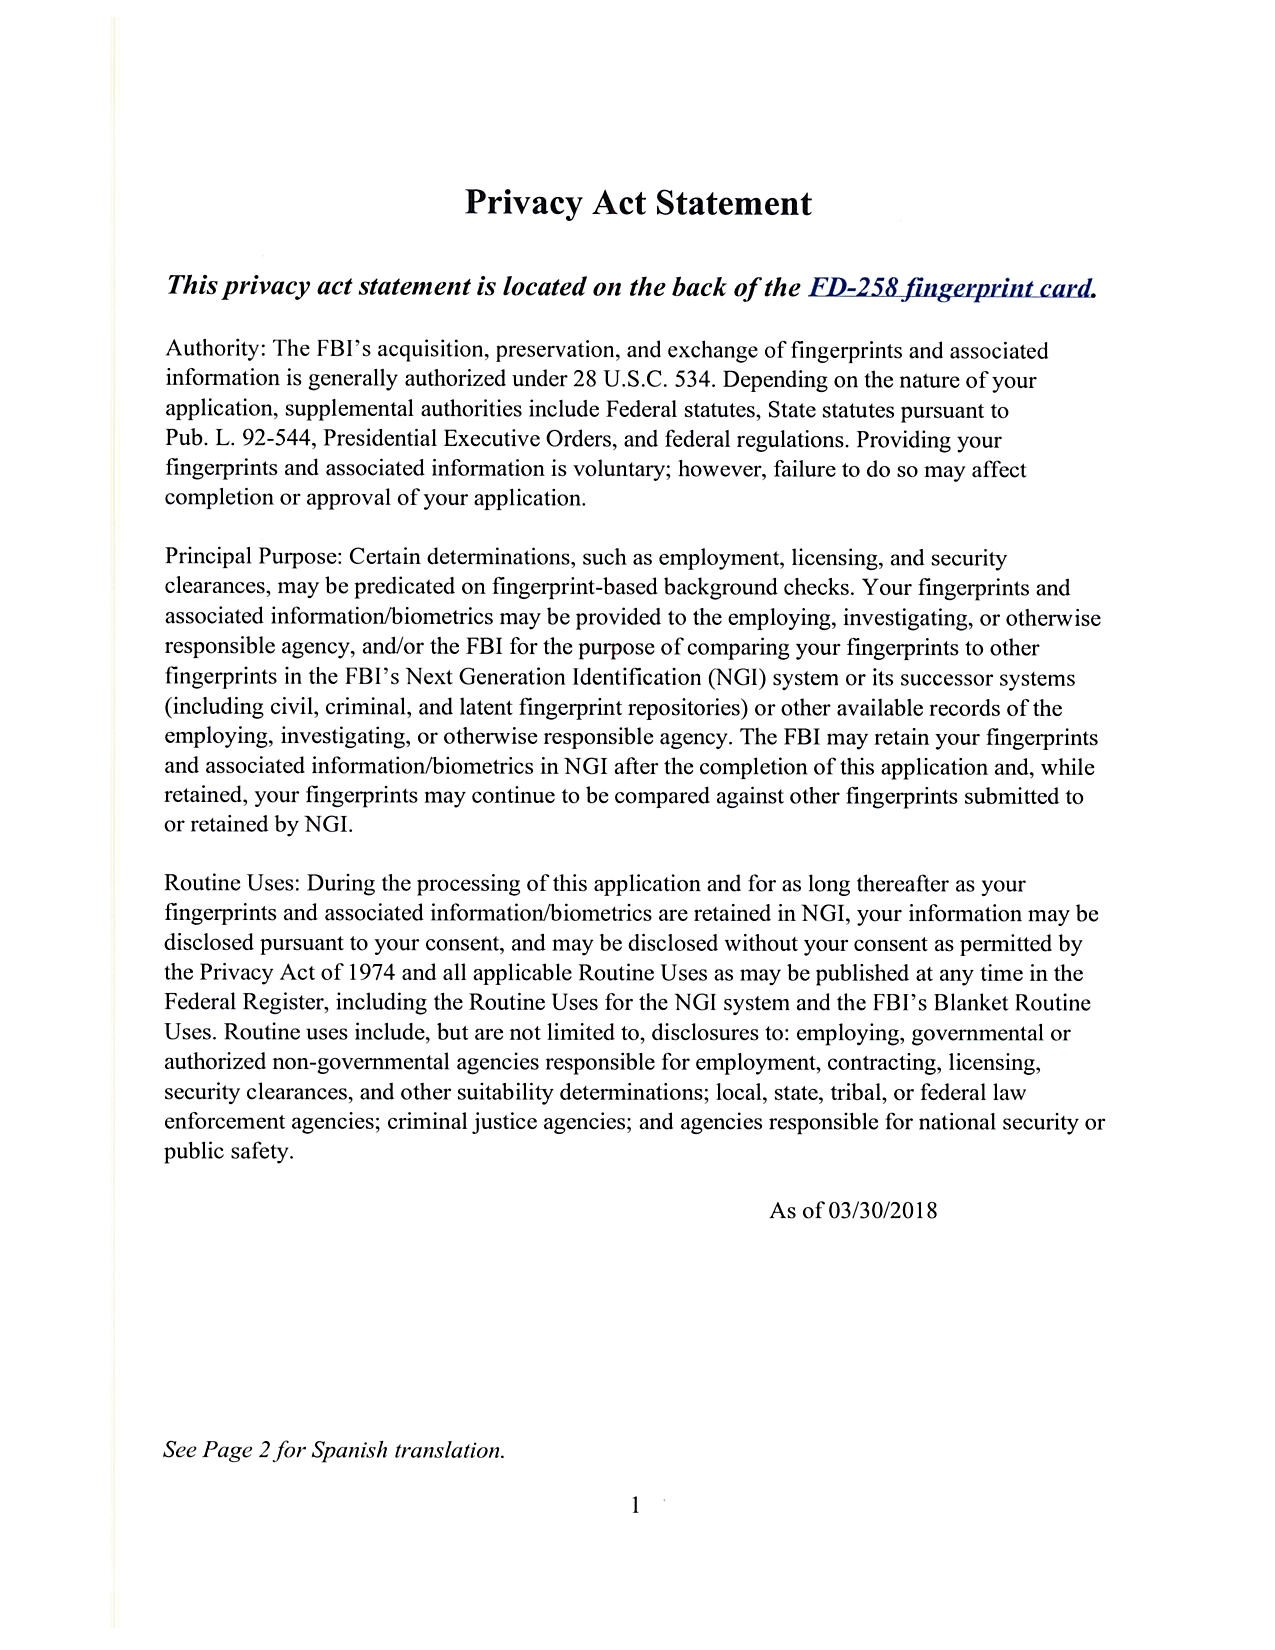 Privacy Act Statement
This privacy act statement is located on the back of the FD-258 fingerprint card.
Authority: The FBI’s acquisition, preservation, and exchange of fingerprints and associated
information is generally authorized under 28 U.S.C. 534. Depending on the nature of your
application, supplemental authorities include Federal statutes, State statutes pursuant to
Pub. L. 92-544, Presidential Executive Orders, and federal regulations. Providing your
fingerprints and associated information is voluntary; however, failure to do so may affect
completion or approval of your application.
Principal Purpose: Certain determinations, such as employment, licensing, and security
clearances, may be predicated on fingerprint-based background checks. Your fingerprints and
associated information/biometrics may be provided to the employing, investigating, or otherwise
responsible agency, and/or the FBI for the purpose of comparing your fingerprints to other
fingerprints in the FBI’s Next Generation Identification (NGI) system or its successor systems
(including civil, criminal, and latent fingerprint repositories) or other available records of the
employing, investigating, or otherwise responsible agency. The FBI may retain your fingerprints
and associated information/biometrics in NGI after the completion of this application and, while
retained, your fingerprints may continue to be compared against other fingerprints submitted to
or retained by NGI.
Routine Uses: During the processing of this application and for as long thereafter as your
fingerprints and associated information/biometrics are retained in NGI, your information may be
disclosed pursuant to your consent, and may be disclosed without your consent as permitted by
the Privacy Act of 1974 and all applicable Routine Uses as may be published at any time in the
Federal Register, including the Routine Uses for the NGI system and the FBI’s Blanket Routine
Uses. Routine uses include, but are not limited to, disclosures to: employing, governmental or
authorized non-governmental agencies responsible for employment, contracting, licensing,
security clearances, and other suitability determinations; local, state, tribal, or federal law
enforcement agencies; criminal justice agencies; and agencies responsible for national security or
public safety.
As of 03/30/2018
See Page 2 for Spanish translation.
1